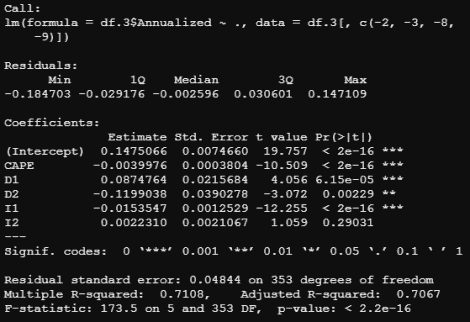 Call:
lm(formula = df.3$Annualized ~ ., data = df.3[, c(-2, -3, -8,
    -9)])
Residuals:
      Min        1Q    Median        3Q       Max
-0.184703 -0.029176 -0.002596  0.030601  0.147109
Coefficients:
              Estimate Std. Error t value Pr(>|t|)
(Intercept)  0.1475066  0.0074660  19.757  < 2e-16 ***
CAPE        -0.0039976  0.0003804 -10.509  < 2e-16 ***
D1           0.0874764  0.0215684   4.056 6.15e-05 ***
D2          -0.1199038  0.0390278  -3.072  0.00229 **
I1          -0.0153547  0.0012529 -12.255  < 2e-16 ***
I2           0.0022310  0.0021067   1.059  0.29031
---
Signif. codes:  0 ‘***’ 0.001 ‘**’ 0.01 ‘*’ 0.05 ‘.’ 0.1 ‘ ’ 1
Residual standard error: 0.04844 on 353 degrees of freedom
Multiple R-squared:  0.7108,	Adjusted R-squared:  0.7067
F-statistic: 173.5 on 5 and 353 DF,  p-value: < 2.2e-16